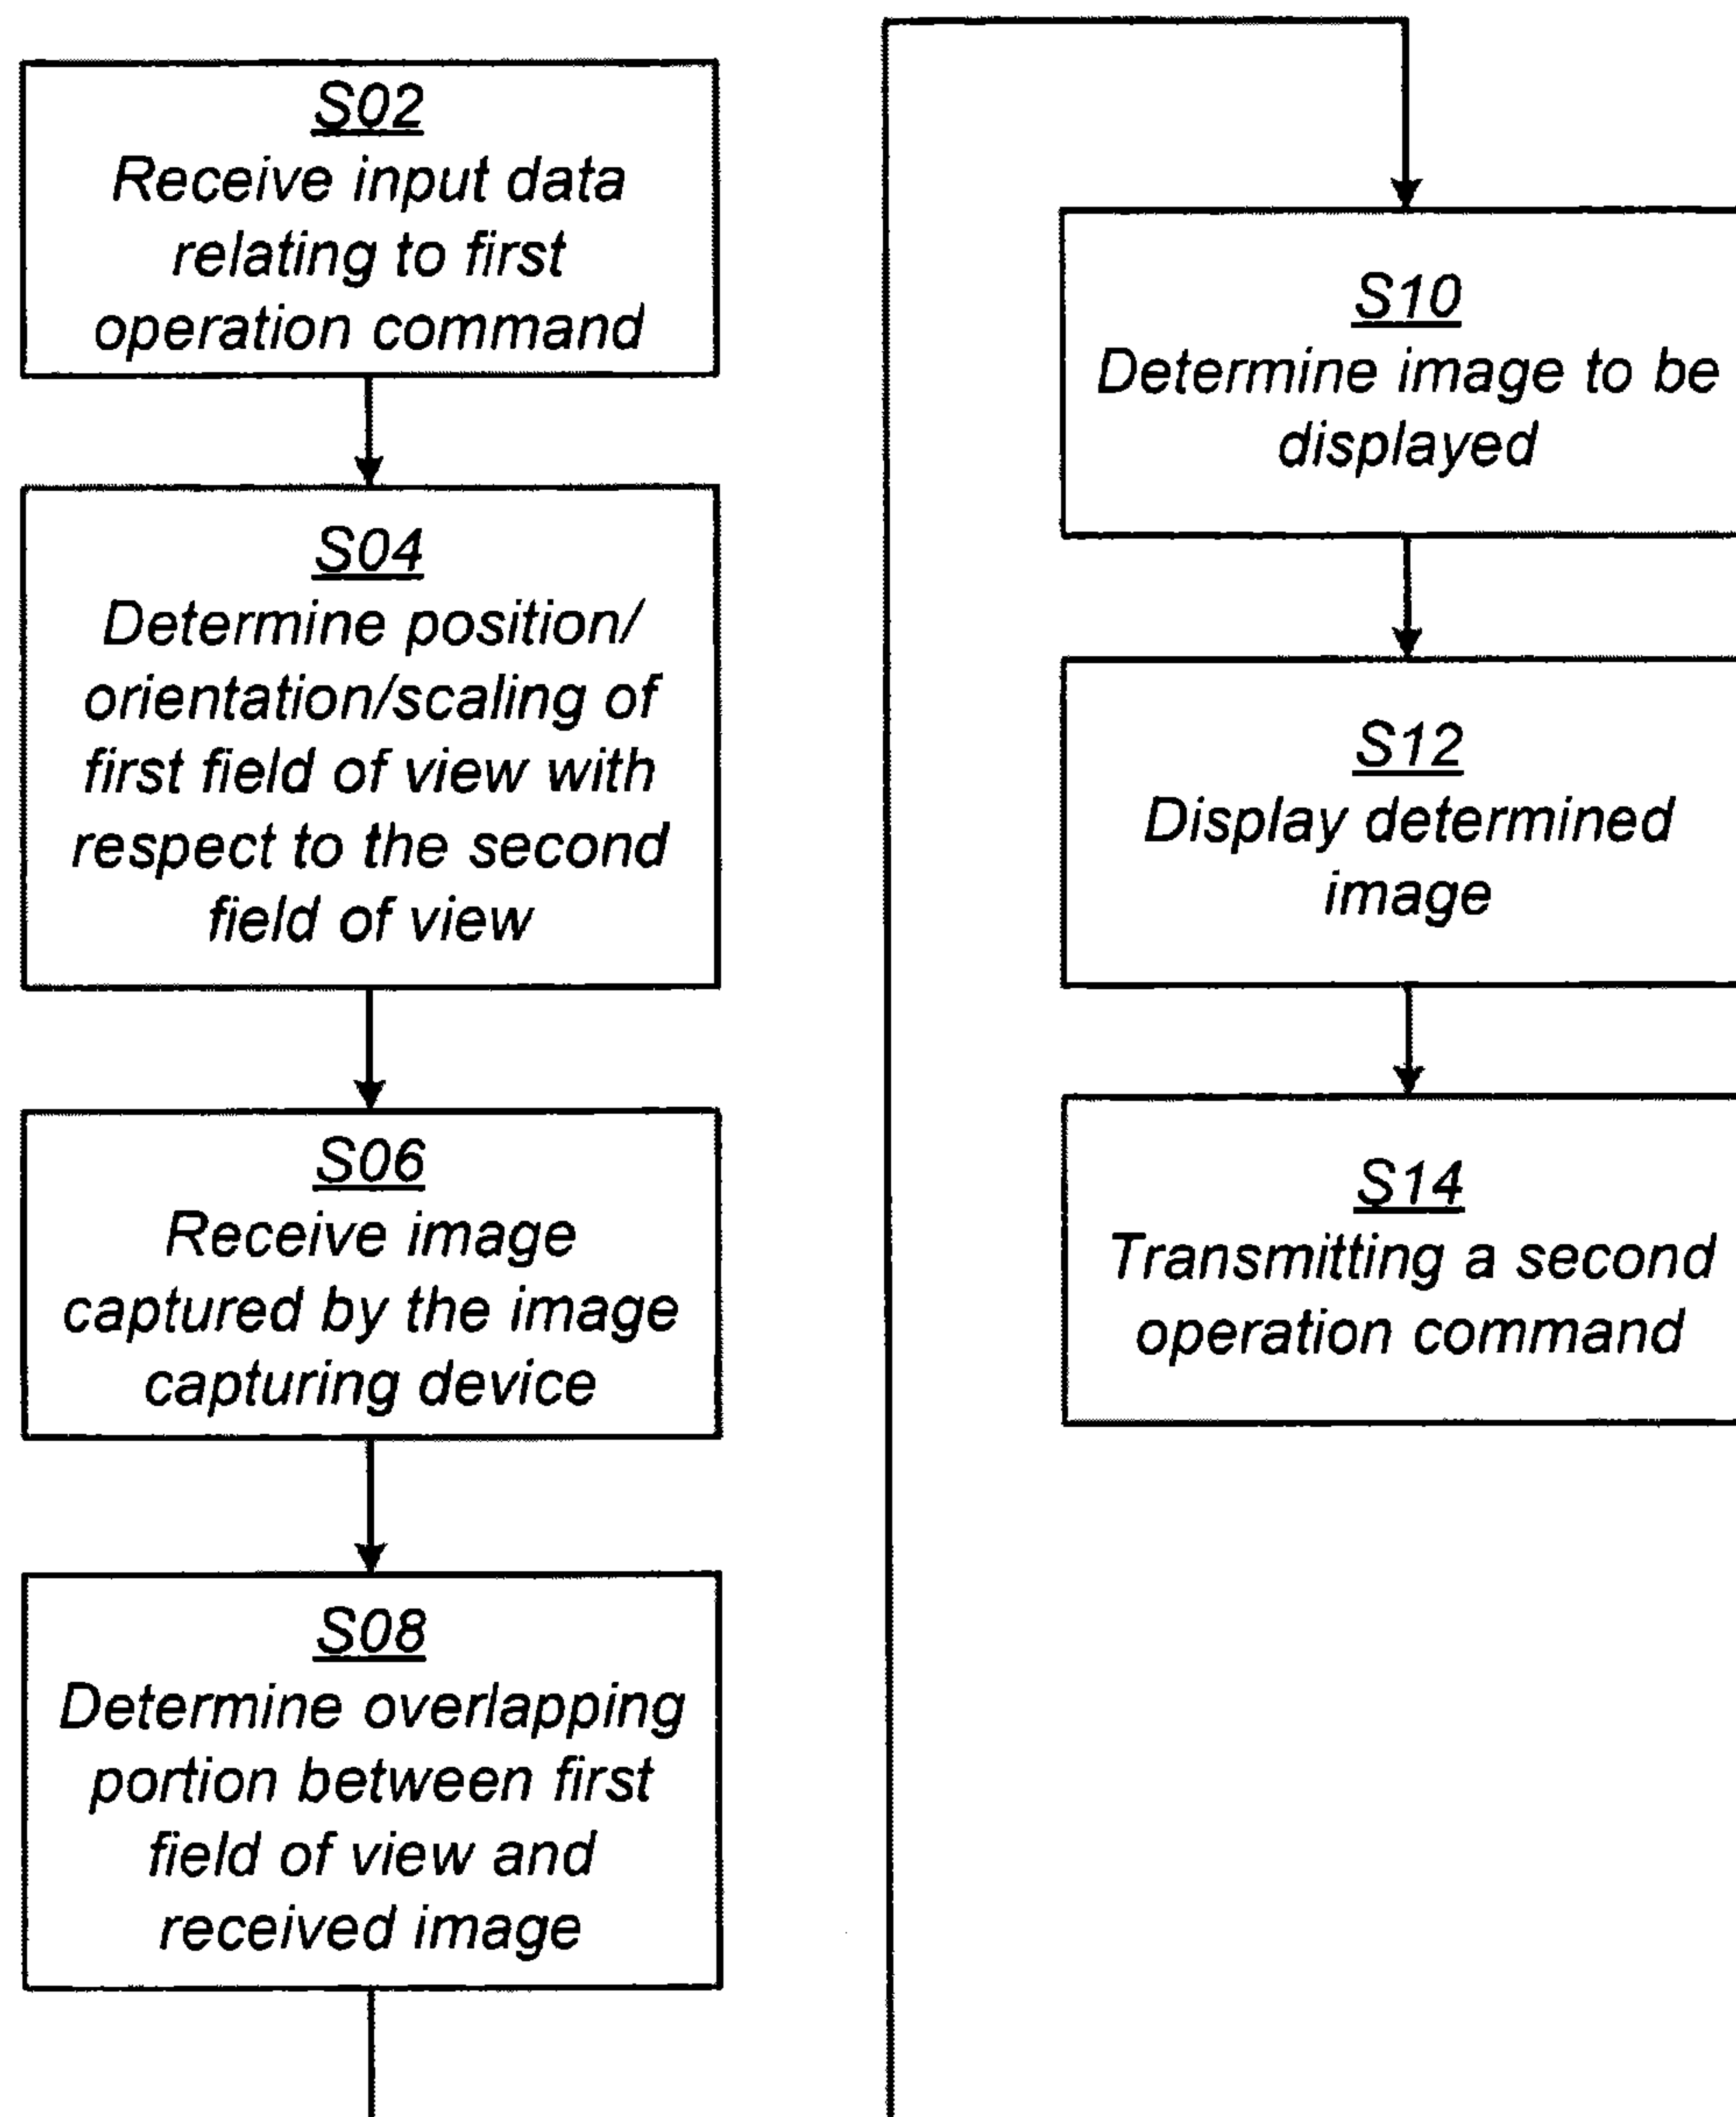 S02
Receive input data
relating to first
operation command
S04
Determine position/
orientation/scaling of
first field of view with
respect to the second
field of view
S06
Receive image
captured by the image
capturing device
S08
Determine overlapping
portion between first
field of view and
received image
S10
Determine image to be
displayed
S12
Display determined
image
S14
Transmitting a second
operation command